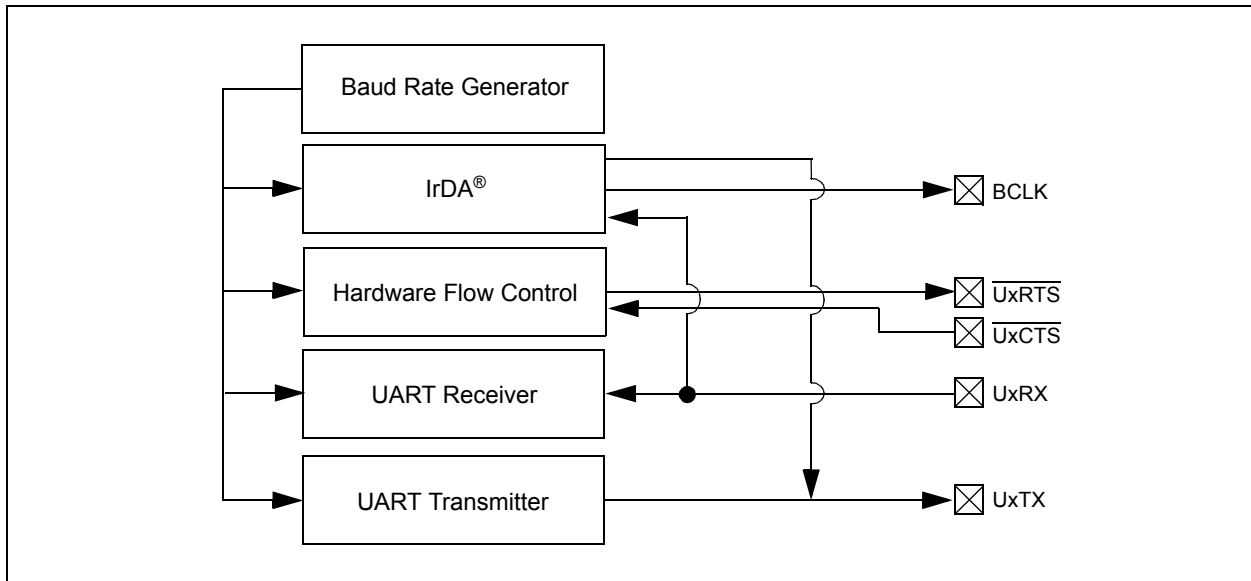 Baud Rate Generator
IrDA®
BCLK
Hardware Flow Control
UxRTS
UxCTS
UART Receiver
UxRX
UART Transmitter
UxTX